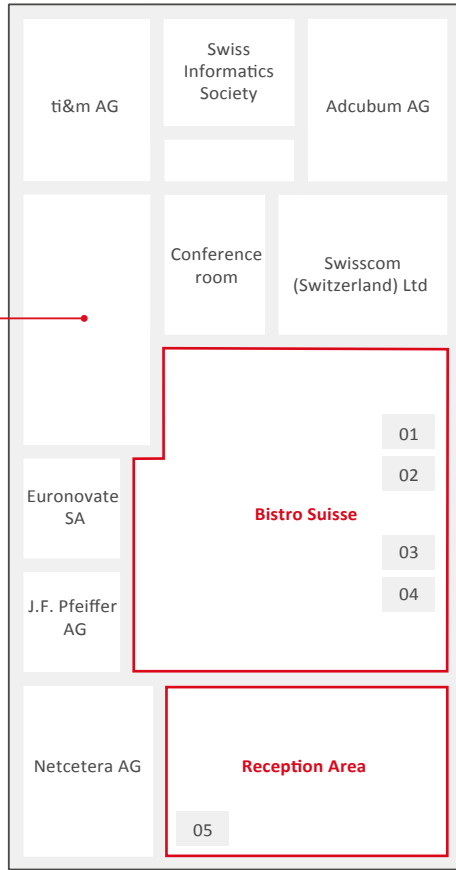 ti&m AG
Swiss
Informatics
Society
Adcubum AG
Conference
room
Swisscom
(Switzerland) Ltd
01
02
Euronovate
SA
Bistro Suisse
03
04
J.F. Pfeiffer
AG
Netcetera AG
Reception Area
05